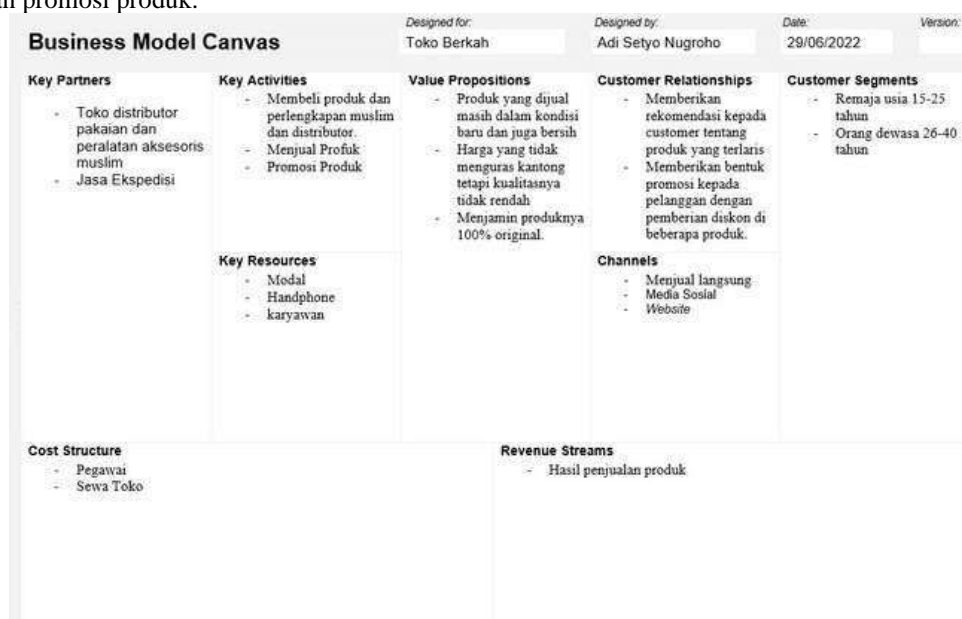 n promosi produk.
Business Model Canvas
Designed for:
Toko Berkah
Designed by:
Adi Setyo Nugroho
Date:
29/06/2022
Version:
Key Partners
- Toko distributor
pakaian dan
peralatan aksesoris
muslim
- Jasa Ekspedisi
Key Activities
- Membeli produk dan
perlengkapan muslim
dan distributor.
- Menjual Profuk
- Promosi Produk
Key Resources
- Modal
- Handphone
- karyawan
Value Propositions
- Produk yang dijual
masih dalam kondisi
baru dan juga bersih
- Harga yang tidak
menguras kantong
tetapi kualitasnya
tidak rendah
- Menjamin produknya
100% original.
Customer Relationships
- Memberikan
rekomendasi kepada
customer tentang
produk yang terlaris
- Memberikan bentuk
promosi kepada
pelanggan dengan
pemberian diskon di
beberapa produk.
Channels
- Menjual langsung
- Media Sosial
- Website
Customer Segments
- Remaja usia 15-25
tahun
- Orang dewasa 26-40
tahun
Cost Structure
- Pegawai
- Sewa Toko
Revenue Streams
- Hasil penjualan produk